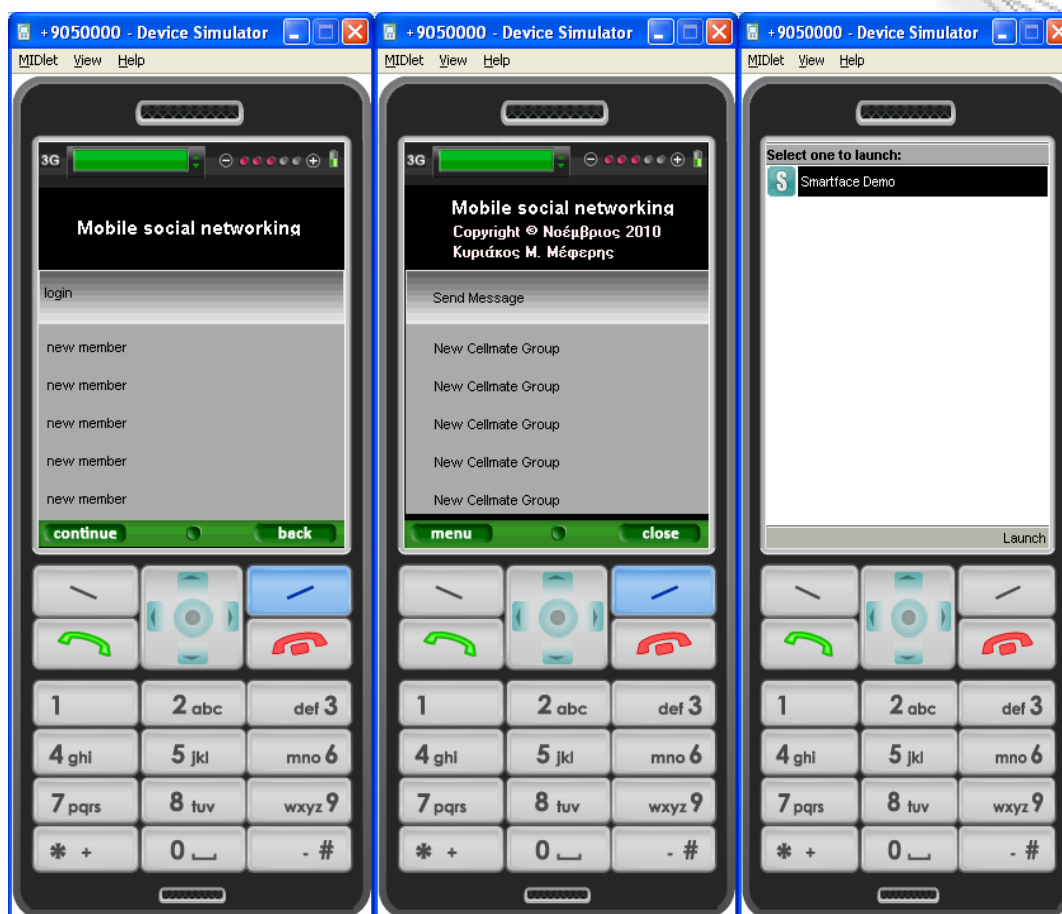 +9050000 - Device Simulator
MIDlet View Help
3G
Mobile social networking
login
new member
new member
new member
new member
new member
continue back
1 2 abc def 3
4 ghi 5 jkl mno 6
7 pqrs 8 tuv wxyz 9
* + 0 - #
+9050000 - Device Simulator
MIDlet View Help
3G
Mobile social networking
Copyright © Νοέμβριος 2010
Κυριάκος Μ. Μέφερης
Send Message
New Cellmate Group
New Cellmate Group
New Cellmate Group
New Cellmate Group
New Cellmate Group
menu close
1 2 abc def 3
4 ghi 5 jkl mno 6
7 pqrs 8 tuv wxyz 9
* + 0 - #
+9050000 - Device Simulator
MIDlet View Help
Select one to launch:
S Smartface Demo
Launch
1 2 abc def 3
4 ghi 5 jkl mno 6
7 pqrs 8 tuv wxyz 9
* + 0 - #